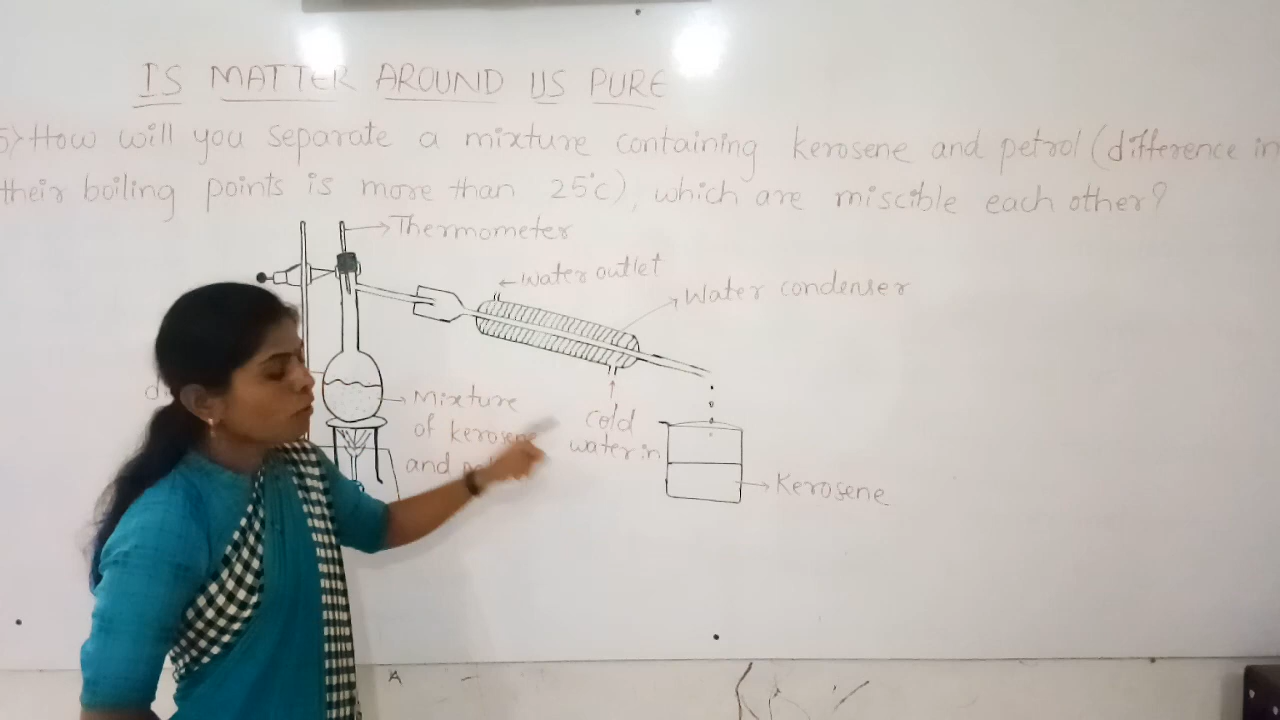 IS MATTER AROUND US PURE
5) How will you separate a mixture containing kerosene and petrol (difference in
their boiling points is more than 25°c), which are miscible each other?
Thermometer
Water outlet
Water condenser
Mixture
of kerosene
and
cold
water in
Kerosene
A